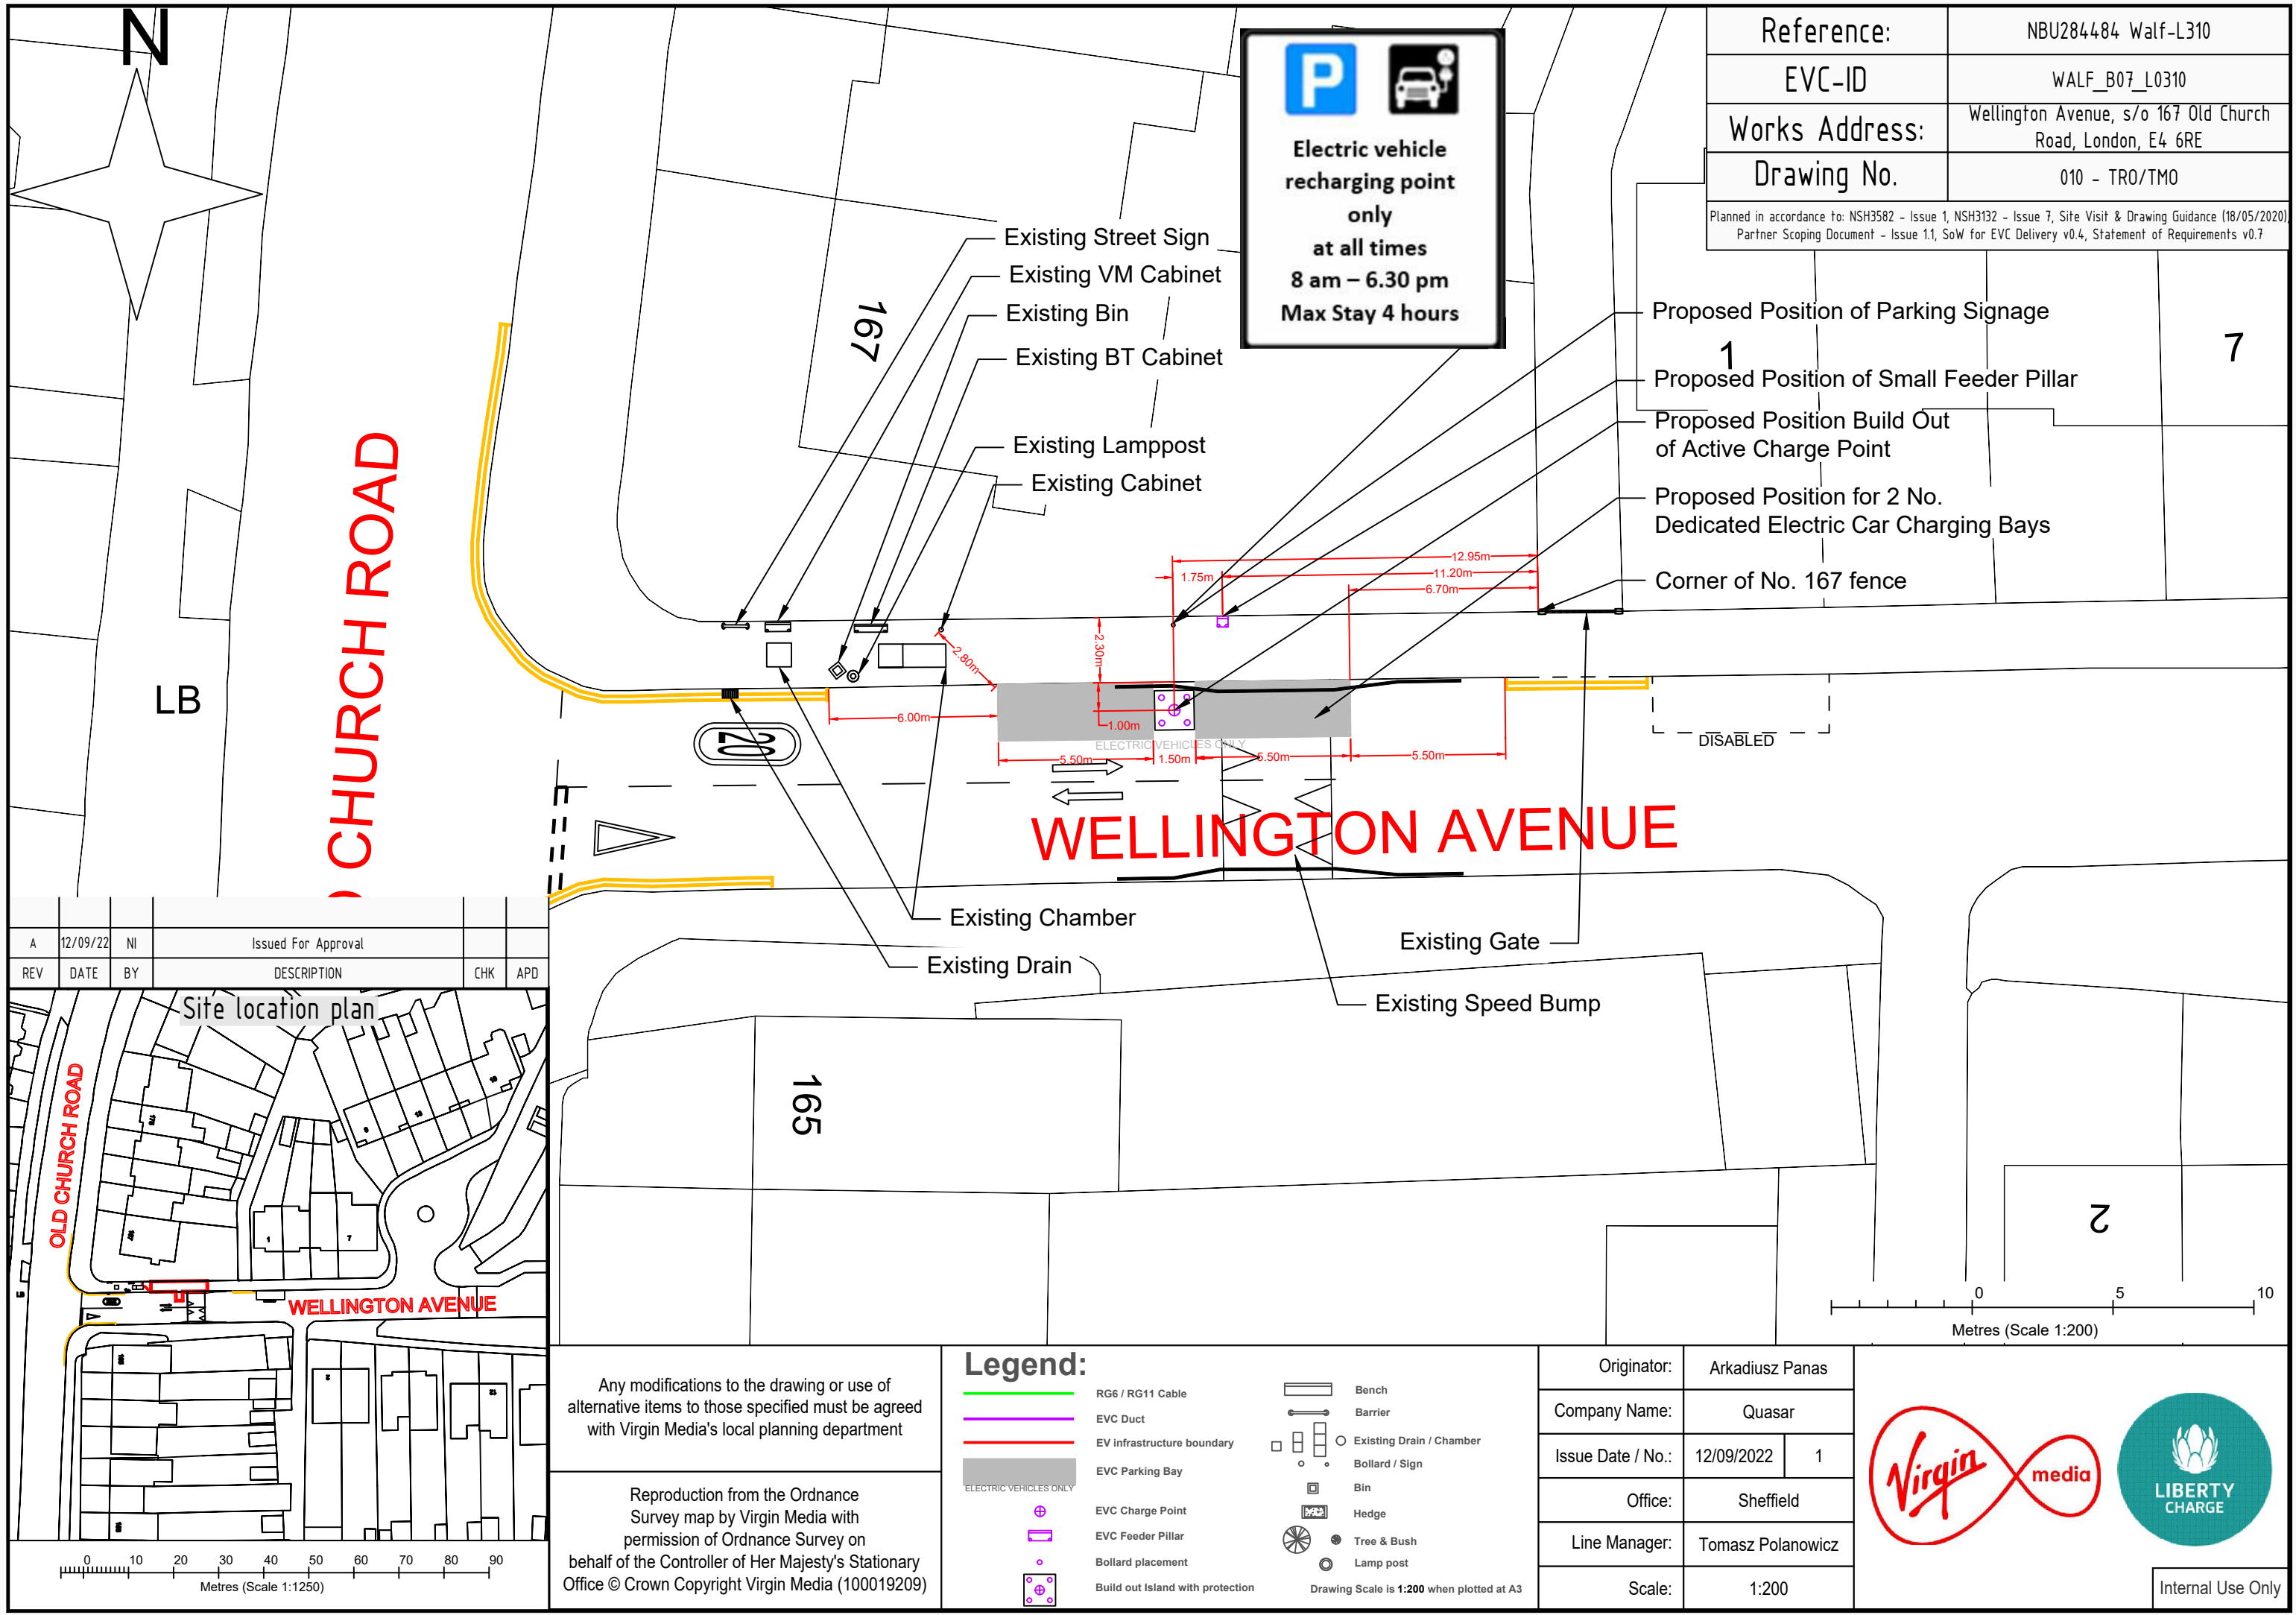 N
Reference:
NBU284484 Walf-L310
EVC-ID
WALF_B07_L0310
Works Address:
Wellington Avenue, s/o 167 Old Church
Road, London, E4 6RE
Drawing No.
010 - TRO/TMO
Planned in accordance to: NSH3582 - Issue 1, NSH3132 - Issue 7, Site Visit & Drawing Guidance (18/05/2020),
Partner Scoping Document - Issue 1.1, SoW for EVC Delivery v0.4, Statement of Requirements v0.7
P
Electric vehicle
recharging point
only
at all times
8 am – 6.30 pm
Max Stay 4 hours
Existing Street Sign
Existing VM Cabinet
Existing Bin
Existing BT Cabinet
Existing Lamppost
Existing Cabinet
167
Proposed Position of Parking Signage
1
7
Proposed Position of Small Feeder Pillar
Proposed Position Build Out
of Active Charge Point
Proposed Position for 2 No.
Dedicated Electric Car Charging Bays
Corner of No. 167 fence
12.95m
1.75m
11.20m
6.70m
2.30m
2.80m
6.00m
1.00m
ELECTRIC VEHICLES ONLY
5.50m
1.50m
5.50m
5.50m
DISABLED
20
LB
CHURCH ROAD
WELLINGTON AVENUE
Existing Chamber
Existing Drain
Existing Gate
Existing Speed Bump
165
2
A
12/09/22
NI
Issued For Approval
REV
DATE
BY
DESCRIPTION
CHK
APD
Site location plan
OLD CHURCH ROAD
WELLINGTON AVENUE
1
7
2
0 10 20 30 40 50 60 70 80 90
Metres (Scale 1:1250)
0 5 10
Metres (Scale 1:200)
Any modifications to the drawing or use of
alternative items to those specified must be agreed
with Virgin Media's local planning department
Reproduction from the Ordnance
Survey map by Virgin Media with
permission of Ordnance Survey on
behalf of the Controller of Her Majesty's Stationary
Office © Crown Copyright Virgin Media (100019209)
Legend:
RG6 / RG11 Cable
EVC Duct
EV infrastructure boundary
EVC Parking Bay
ELECTRIC VEHICLES ONLY
EVC Charge Point
EVC Feeder Pillar
Bollard placement
Build out Island with protection
Bench
Barrier
Existing Drain / Chamber
Bollard / Sign
Bin
Hedge
Tree & Bush
Lamp post
Drawing Scale is 1:200 when plotted at A3
Originator:
Arkadiusz Panas
Company Name:
Quasar
Issue Date / No.:
12/09/2022
1
Office:
Sheffield
Line Manager:
Tomasz Polanowicz
Scale:
1:200
Virgin
media
LIBERTY
CHARGE
Internal Use Only